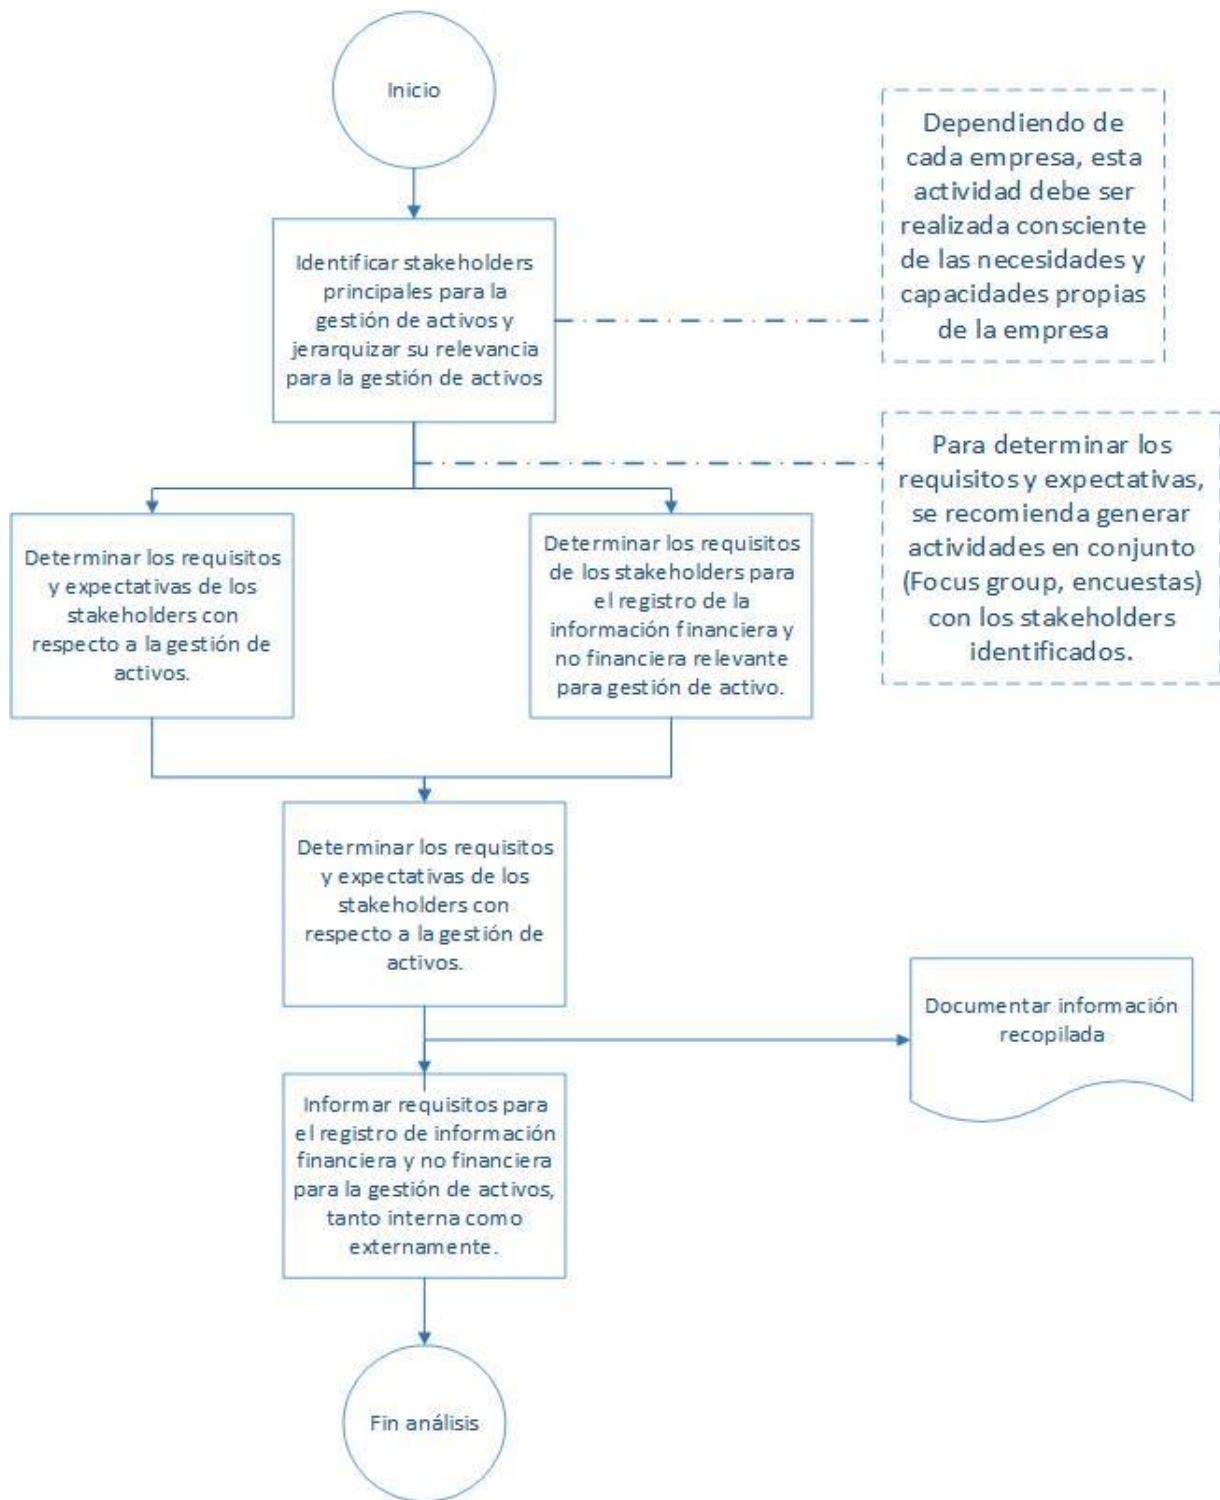 Inicio
Dependiendo de
cada empresa, esta
actividad debe ser
realizada consciente
de las necesidades y
capacidades propias
de la empresa
Identificar stakeholders
principales para la
gestión de activos y
jerarquizar su relevancia
para la gestión de activos
Para determinar los
requisitos y expectativas,
se recomienda generar
actividades en conjunto
(Focus group, encuestas)
con los stakeholders
identificados.
Determinar los requisitos
y expectativas de los
stakeholders con
respecto a la gestión de
activos.
Determinar los requisitos
de los stakeholders para
el registro de la
información financiera y
no financiera relevante
para gestión de activo.
Determinar los requisitos
y expectativas de los
stakeholders con
respecto a la gestión de
activos.
Documentar información
recopilada
Informar requisitos para
el registro de información
financiera y no financiera
para la gestión de activos,
tanto interna como
externamente.
Fin análisis